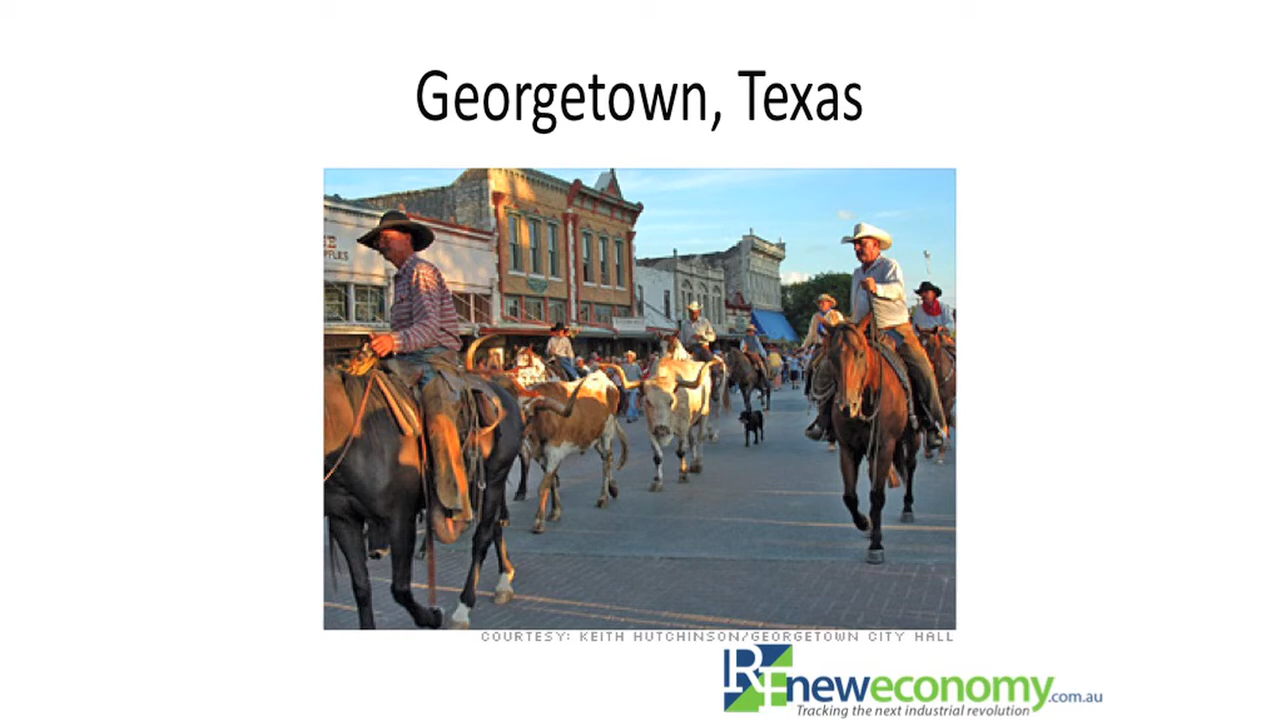 Georgetown, Texas
COURTESY: KEITH HUTCHINSON/GEORGETOWN CITY HALL
REneweconomy.com.au
Tracking the next industrial revolution